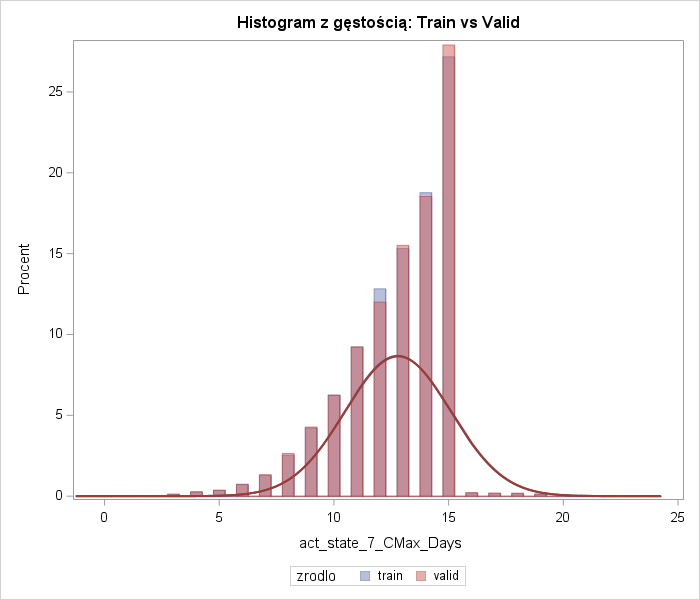 Histogram z gęstością: Train vs Valid
Procent
25
20
15
10
5
0
0 5 10 15 20 25
act_state_7_CMax_Days
zrodlo train valid